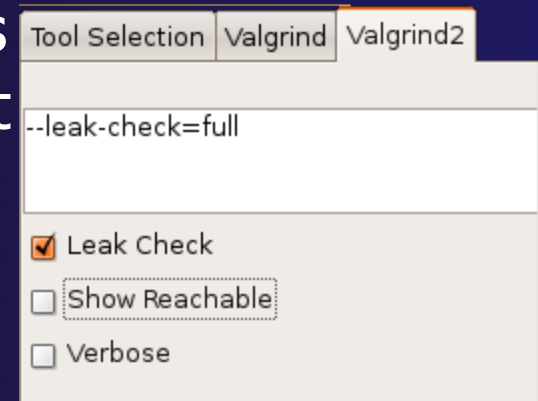 Tool Selection Valgrind Valgrind2
--leak-check=full
Leak Check
Show Reachable
Verbose